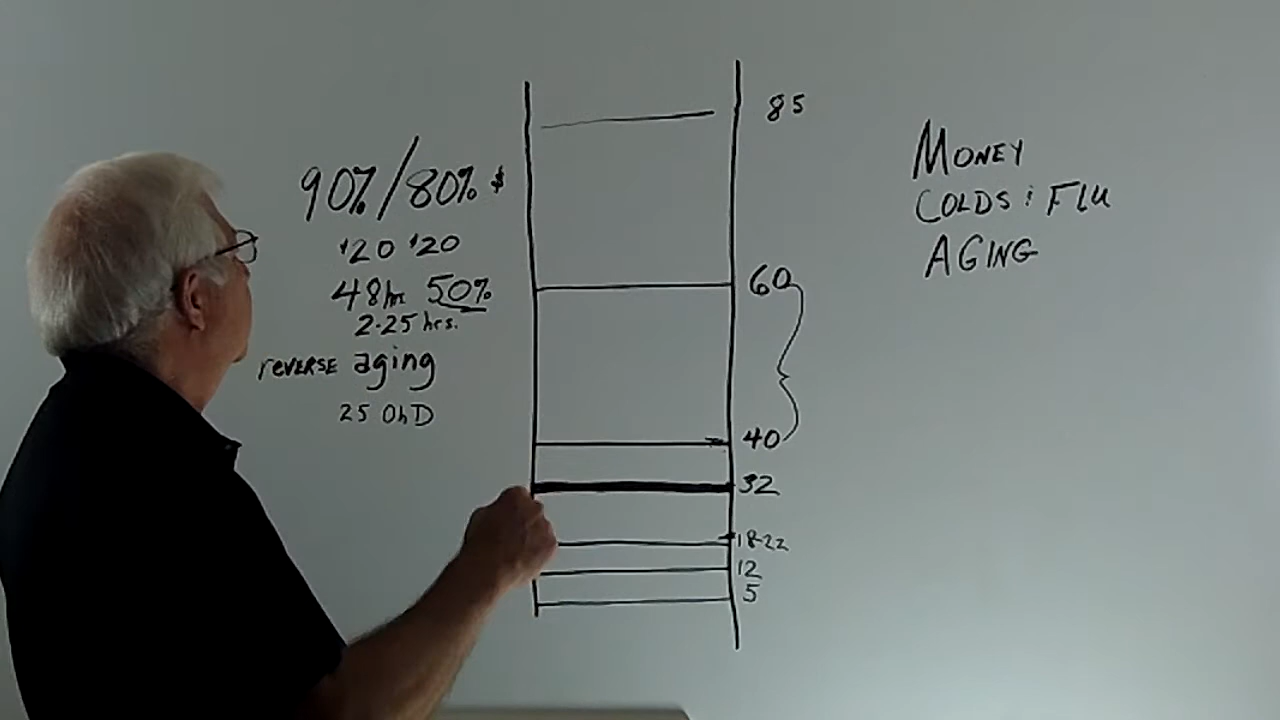 90%/80% $
$20 $20
48hr 50%
2-25 hrs.
reVERSE aging
25 OhD
85
60
40
32
18-22
12
5
MONEY
COLDS & FLU
AGING